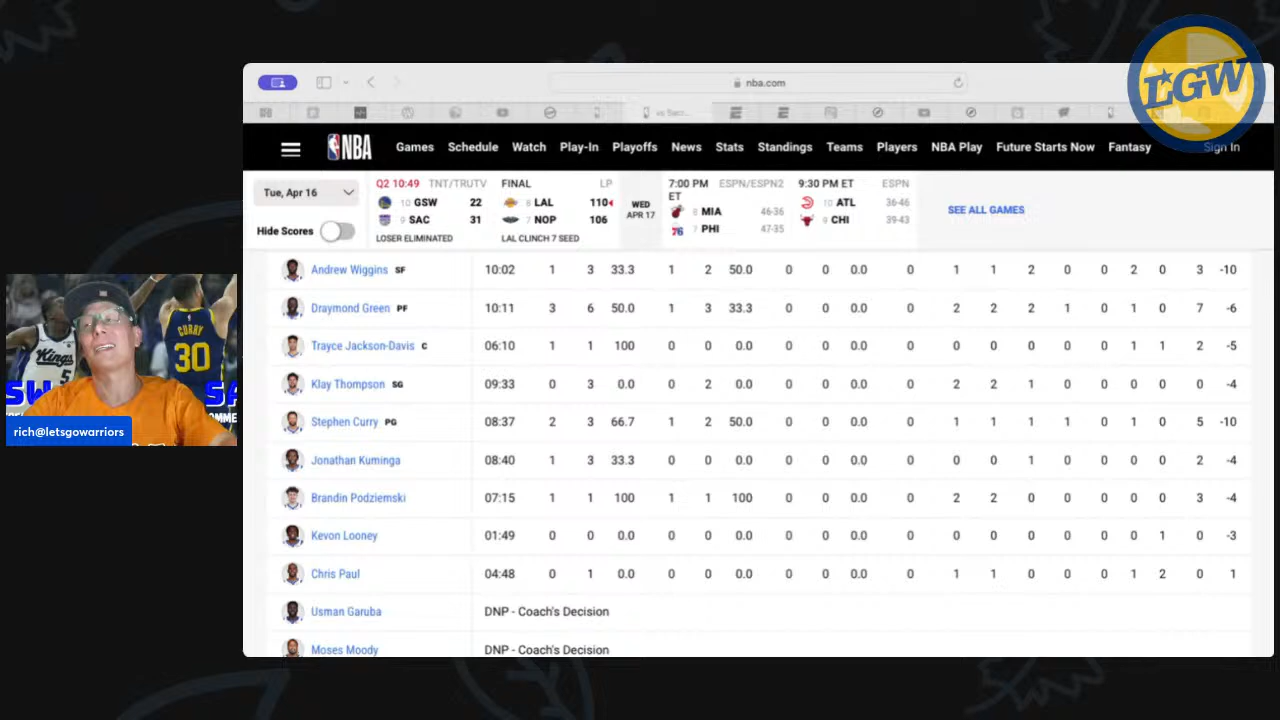 LGW
nba.com
vs Sacr...
NBA
Games Schedule Watch Play-In Playoffs News Stats Standings Teams Players NBA Play Future Starts Now Fantasy Sign In
Tue, Apr 16
Hide Scores
Q2 10:49 TNT/TRUTV
10 GSW 22
9 SAC 31
LOSER ELIMINATED
FINAL LP
8 LAL 110
7 NOP 106
LAL CLINCH 7 SEED
WED
APR 17
7:00 PM ESPN/ESPN2
ET
8 MIA 46-36
7 PHI 47-35
9:30 PM ET ESPN
10 ATL 36-46
9 CHI 39-43
SEE ALL GAMES
Andrew Wiggins SF 10:02 1 3 33.3 1 2 50.0 0 0 0.0 0 1 1 2 0 0 2 0 3 -10
Draymond Green PF 10:11 3 6 50.0 1 3 33.3 0 0 0.0 0 2 2 2 1 0 0 0 7 -6
Trayce Jackson-Davis C 06:10 1 1 100 0 0 0.0 0 0 0.0 0 0 0 0 0 0 1 1 2 -5
Klay Thompson SG 09:33 0 3 0.0 0 2 0.0 0 0 0.0 0 2 2 1 0 0 0 0 0 -4
Stephen Curry PG 08:37 2 3 66.7 1 2 50.0 0 0 0.0 0 1 1 1 1 0 1 0 5 -10
Jonathan Kuminga 08:40 1 3 33.3 0 0 0.0 0 0 0.0 0 0 0 1 0 0 0 0 2 -4
Brandin Podziemski 07:15 1 1 100 1 1 100 0 0 0.0 0 2 2 0 0 0 0 0 3 -4
Kevon Looney 01:49 0 0 0.0 0 0 0.0 0 0 0.0 0 0 0 0 0 0 0 1 0 -3
Chris Paul 04:48 0 1 0.0 0 0 0.0 0 0 0.0 0 1 1 0 0 0 1 2 0 1
Usman Garuba DNP - Coach's Decision
Moses Moody DNP - Coach's Decision
Kings
5
CURRY
30
rich@letsgowarriors